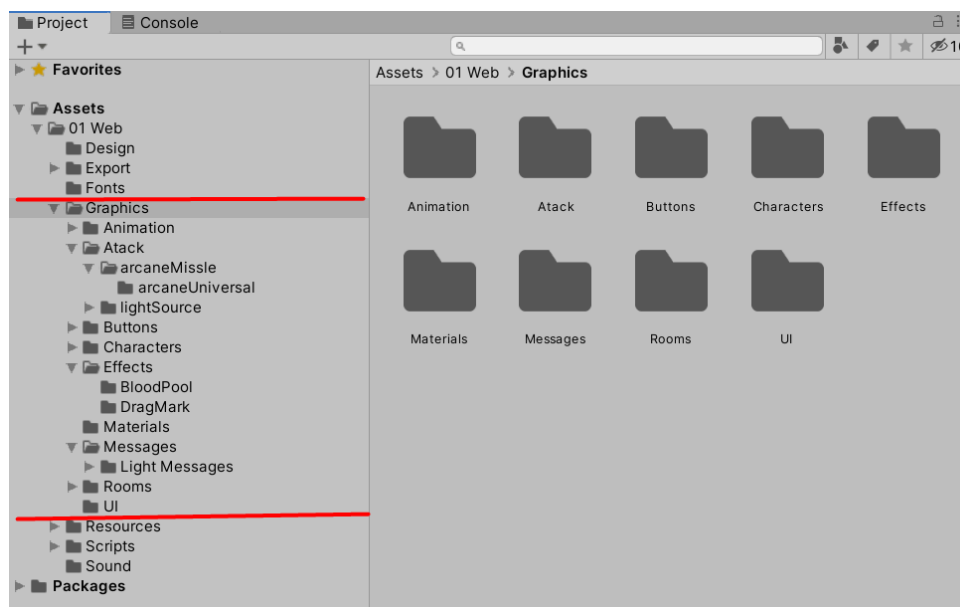 Project Console
10
Favorites
Assets > 01 Web > Graphics
Assets
01 Web
Design
Export
Fonts
Graphics
Animation
Atack
arcaneMissle
arcaneUniversal
lightSource
Buttons
Characters
Effects
BloodPool
DragMark
Materials
Messages
Light Messages
Rooms
UI
Resources
Scripts
Sound
Packages
Animation Atack Buttons Characters Effects
Materials Messages Rooms UI